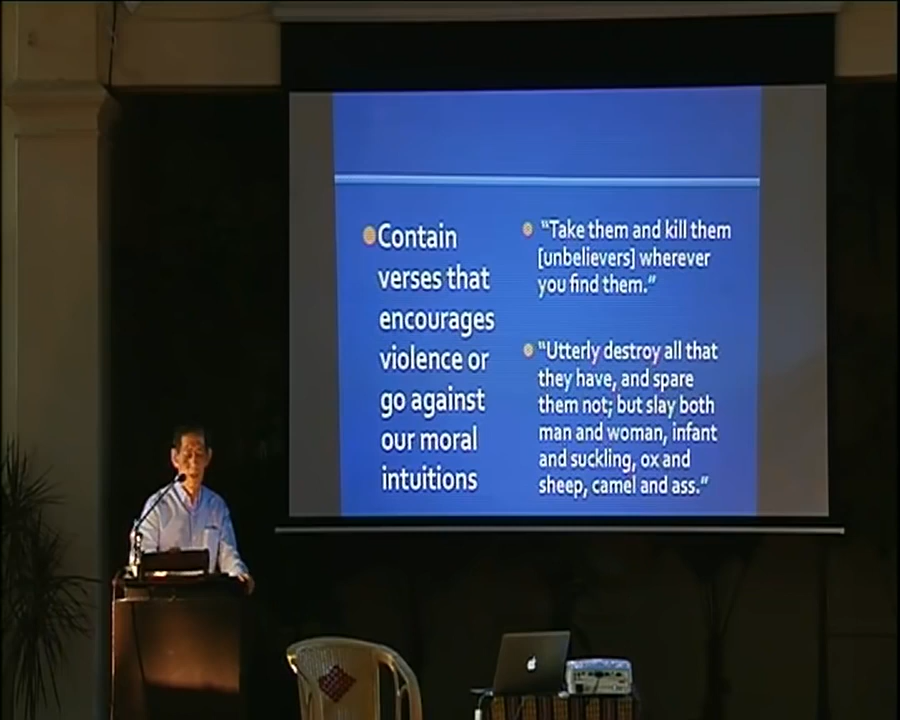 Contain
verses that
encourages
violence or
go against
our moral
intuitions
“Take them and kill them
[unbelievers] wherever
you find them.”
“Utterly destroy all that
they have, and spare
them not; but slay both
man and woman, infant
and suckling, ox and
sheep, camel and ass.”